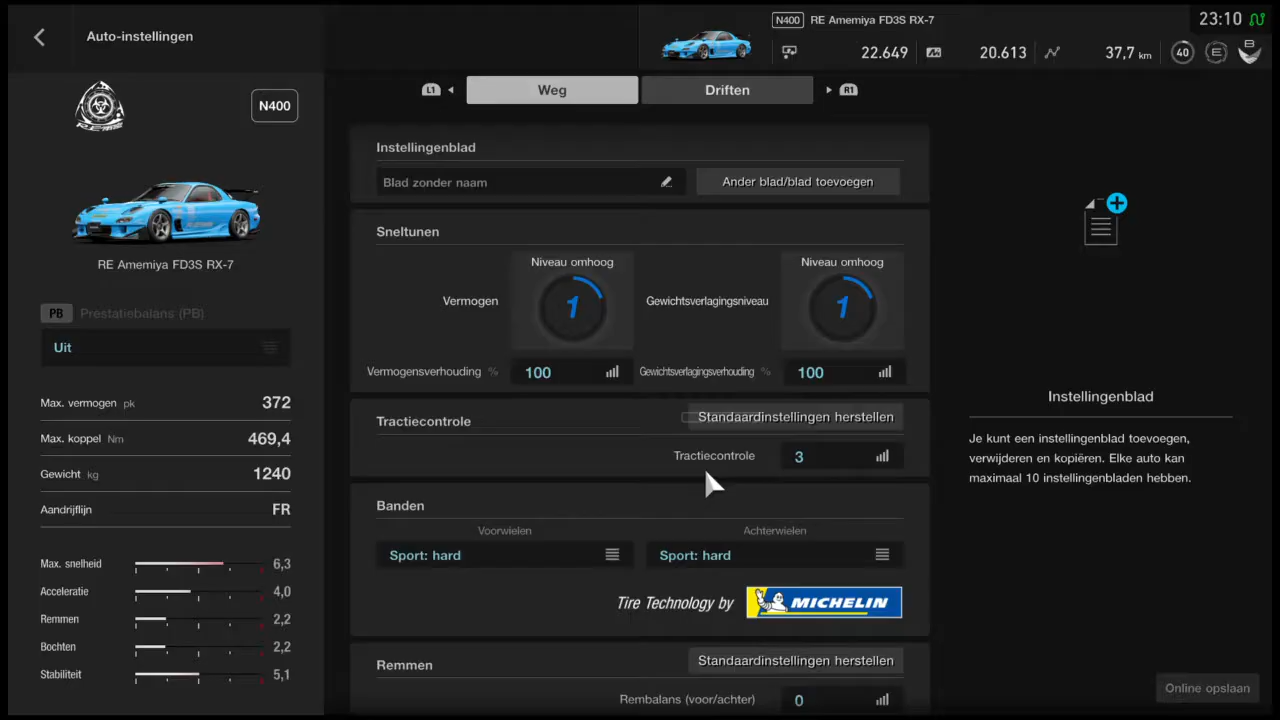 Auto-instellingen
N400 RE Amemiya FD3S RX-7
22.649 20.613 37,7 km 40 E B
23:10
L1 Weg Driften R1
N400
RE Amemiya FD3S RX-7
PB Prestatiebalans (PB)
Uit
Max. vermogen pk 372
Max. koppel Nm 469,4
Gewicht kg 1240
Aandrijflijn FR
Max. snelheid 6,3
Acceleratie 4,0
Remmen 2,2
Bochten 2,2
Stabiliteit 5,1
Instellingenblad
Blad zonder naam Ander blad/blad toevoegen
Sneltunen
Niveau omhoog Niveau omhoog
Vermogen 1 Gewichtsverlagingsniveau 1
Vermogensverhouding % 100 Gewichtsverlagingsverhouding % 100
Tractiecontrole Standaardinstellingen herstellen
Tractiecontrole 3
Banden
Voorwielen Achterwielen
Sport: hard Sport: hard
Tire Technology by MICHELIN
Remmen Standaardinstellingen herstellen
Rembalans (voor/achter) 0
Instellingenblad
Je kunt een instellingenblad toevoegen,
verwijderen en kopiëren. Elke auto kan
maximaal 10 instellingenbladen hebben.
Online opslaan